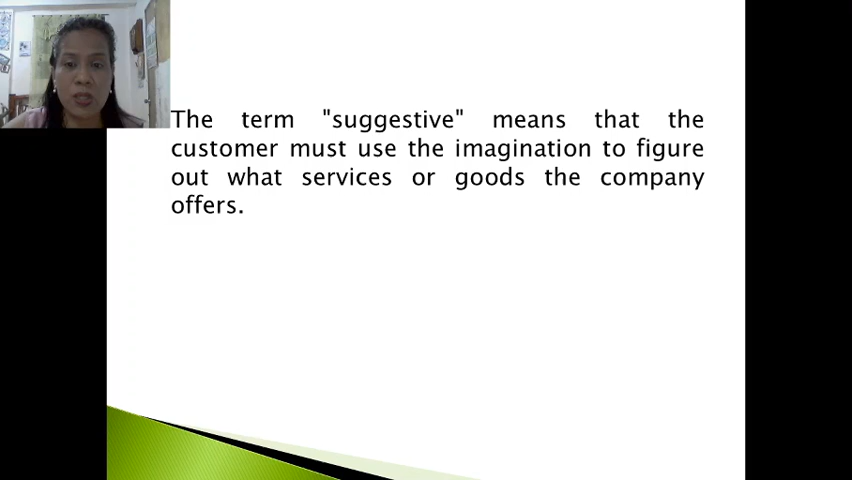 The term "suggestive" means that the
customer must use the imagination to figure
out what services or goods the company
offers.